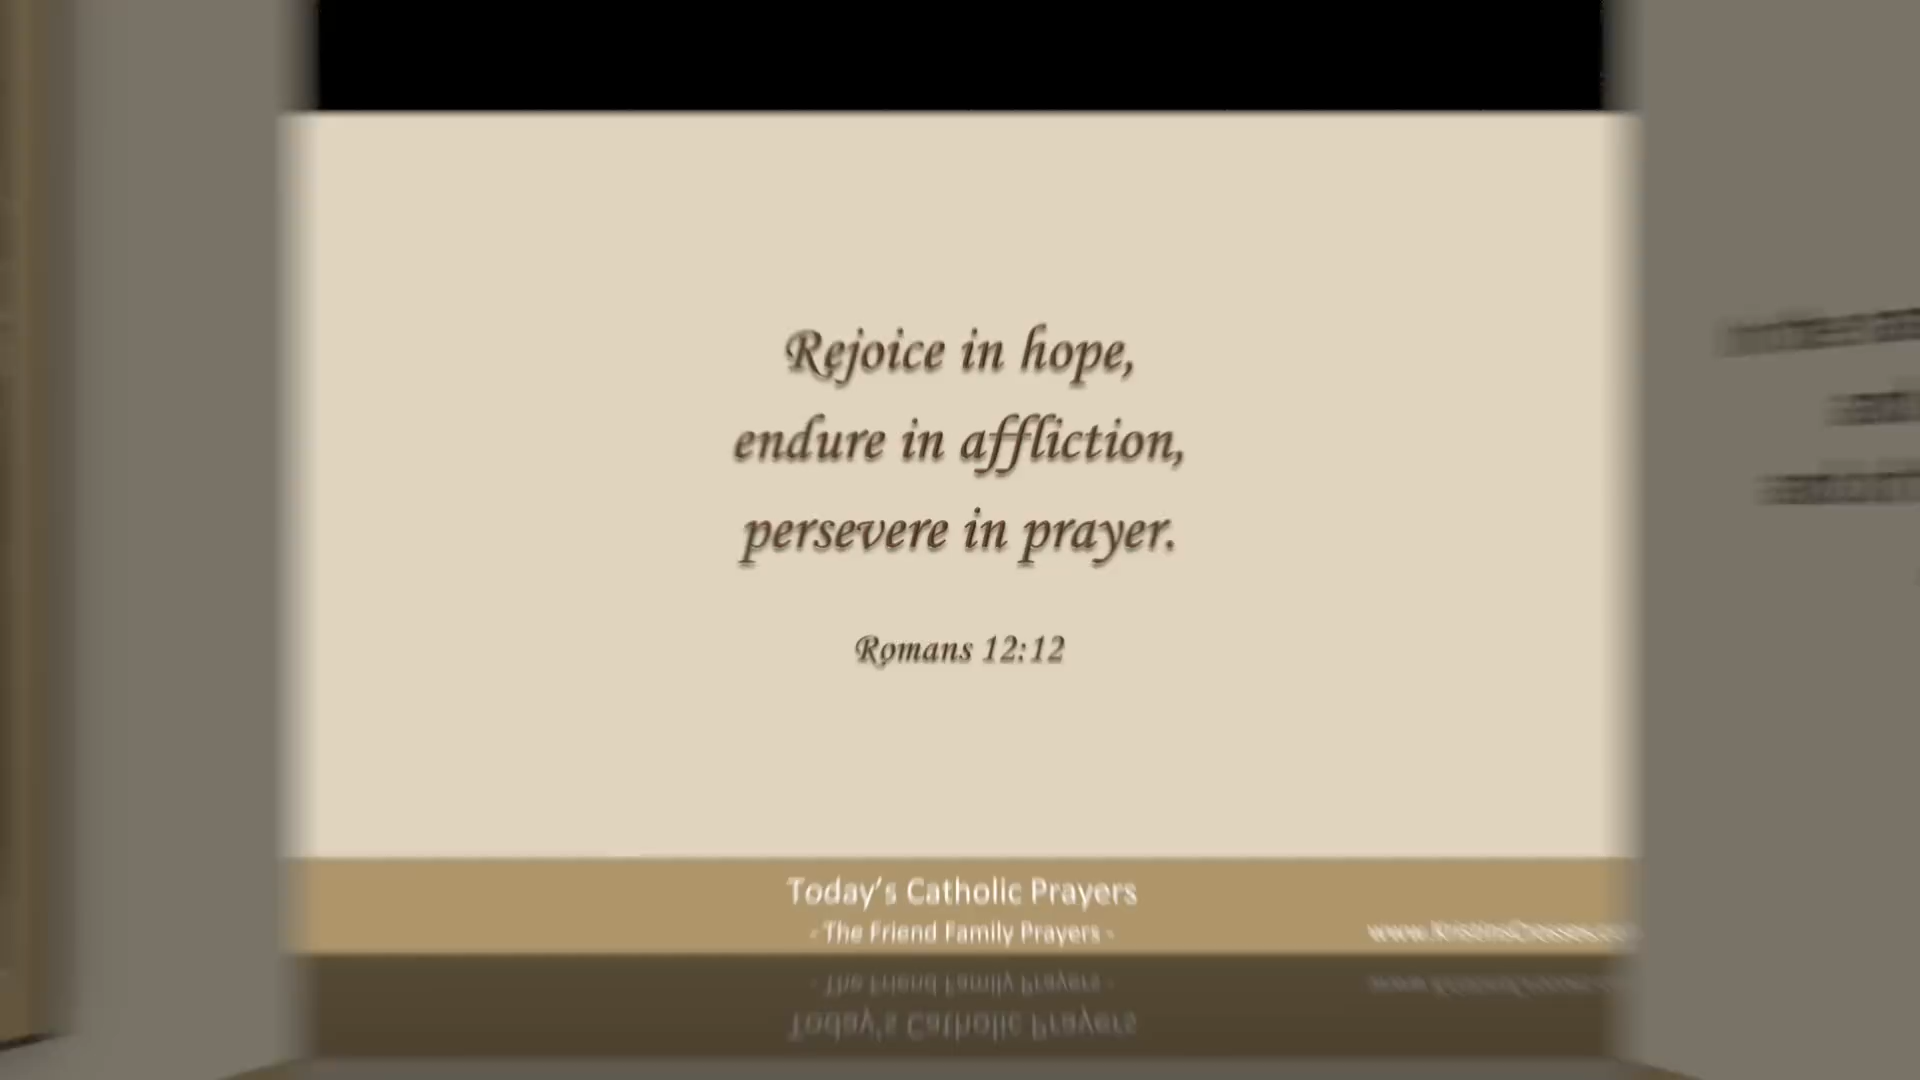 Rejoice in hope,
endure in affliction,
persevere in prayer.
Romans 12:12
Today's Catholic Prayers
- The Friend Family Prayers -